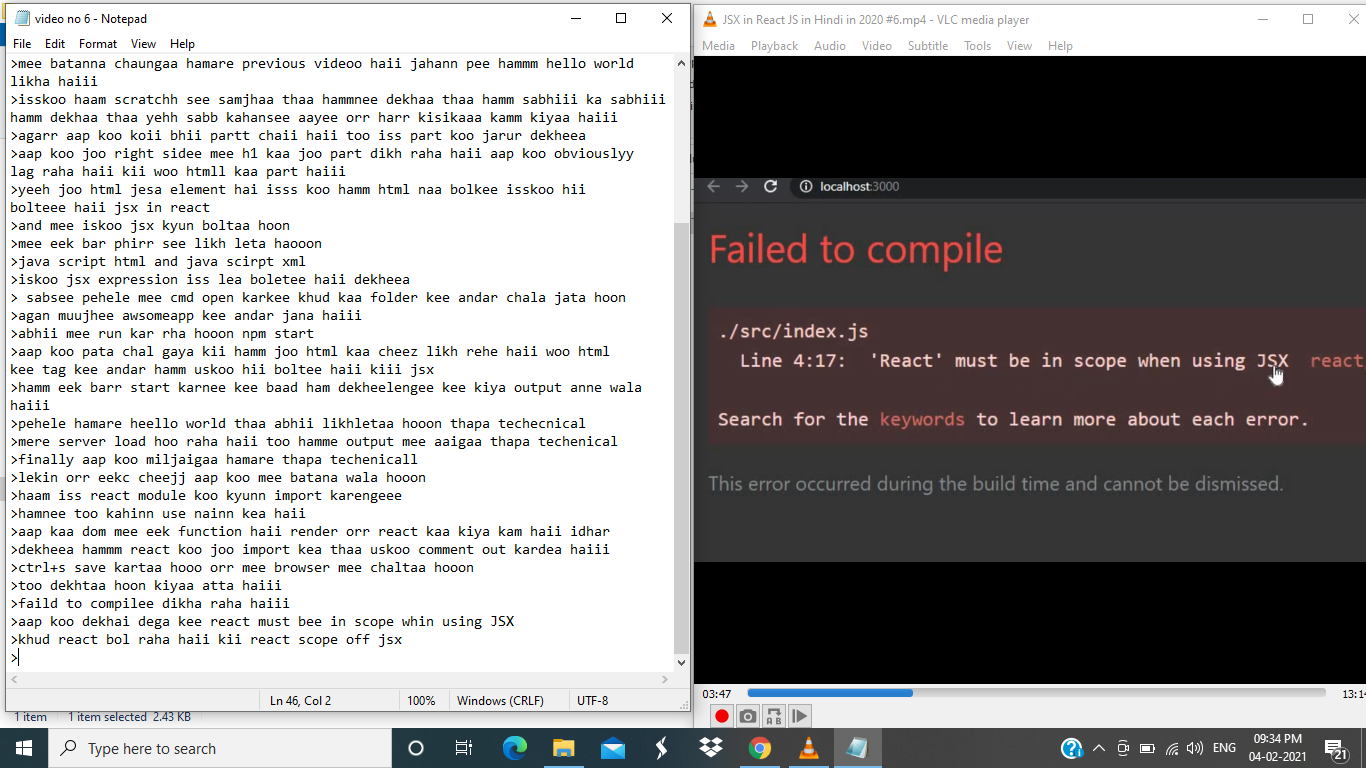 video no 6 - Notepad
File Edit Format View Help
>mee batanna chaungaa hamare previous videoo haii jahann pee hammm hello world
likha haiii
>isskoo haam scratchh see samjhaa thaa hammnee dekhaa thaa hamm sabhiii ka sabhiii
hamm dekhaa thaa yehh sabb kahansee aayee orr harr kisikaaa kamm kiyaa haiii
>agarr aap koo koii bhii partt chaii haii too iss part koo jarur dekheea
>aap koo joo right sidee mee h1 kaa joo part dikh raha haii aap koo obviouslyy
lag raha haii kii woo htmll kaa part haiii
>yeeh joo html jesa element hai isss koo hamm html naa bolkee isskoo hii
bolteee haii jsx in react
>and mee iskoo jsx kyun boltaa hoon
>mee eek bar phirr see likh leta haooon
>java script html and java scirpt xml
>iskoo jsx expression iss lea boletee haii dekheea
> sabsee pehele mee cmd open karkee khud kaa folder kee andar chala jata hoon
>agan muujhee awsomeapp kee andar jana haiii
>abhii mee run kar rha hooon npm start
>aap koo pata chal gaya kii hamm joo html kaa cheez likh rehe haii woo html
kee tag kee andar hamm uskoo hii boltee haii kiii jsx
>hamm eek barr start karnee kee baad ham dekheelengee kee kiya output anne wala
haiii
>pehele hamare heello world thaa abhii likhletaa hooon thapa techecnical
>mere server load hoo raha haii too hamme output mee aaigaa thapa techenical
>finally aap koo miljaigaa hamare thapa techenicall
>lekin orr eekc cheejj aap koo mee batana wala hooon
>haam iss react module koo kyunn import karengeee
>hamnee too kahinn use nainn kea haii
>aap kaa dom mee eek function haii render orr react kaa kiya kam haii idhar
>dekheea hammm react koo joo import kea thaa uskoo comment out kardea haiii
>ctrl+s save kartaa hooo orr mee browser mee chaltaa hooon
>too dekhtaa hoon kiyaa atta haiii
>faild to compilee dikha raha haiii
>aap koo dekhai dega kee react must bee in scope whin using JSX
>khud react bol raha haii kii react scope off jsx
>
Ln 46, Col 2 100% Windows (CRLF) UTF-8
1 item 1 item selected 2.43 KB
JSX in React JS in Hindi in 2020 #6.mp4 - VLC media player
Media Playback Audio Video Subtitle Tools View Help
localhost:3000
Failed to compile
./src/index.js
Line 4:17: 'React' must be in scope when using JSX react
Search for the keywords to learn more about each error.
This error occurred during the build time and cannot be dismissed.
03:47 13:14
A B
Type here to search
ENG
09:34 PM
04-02-2021
21